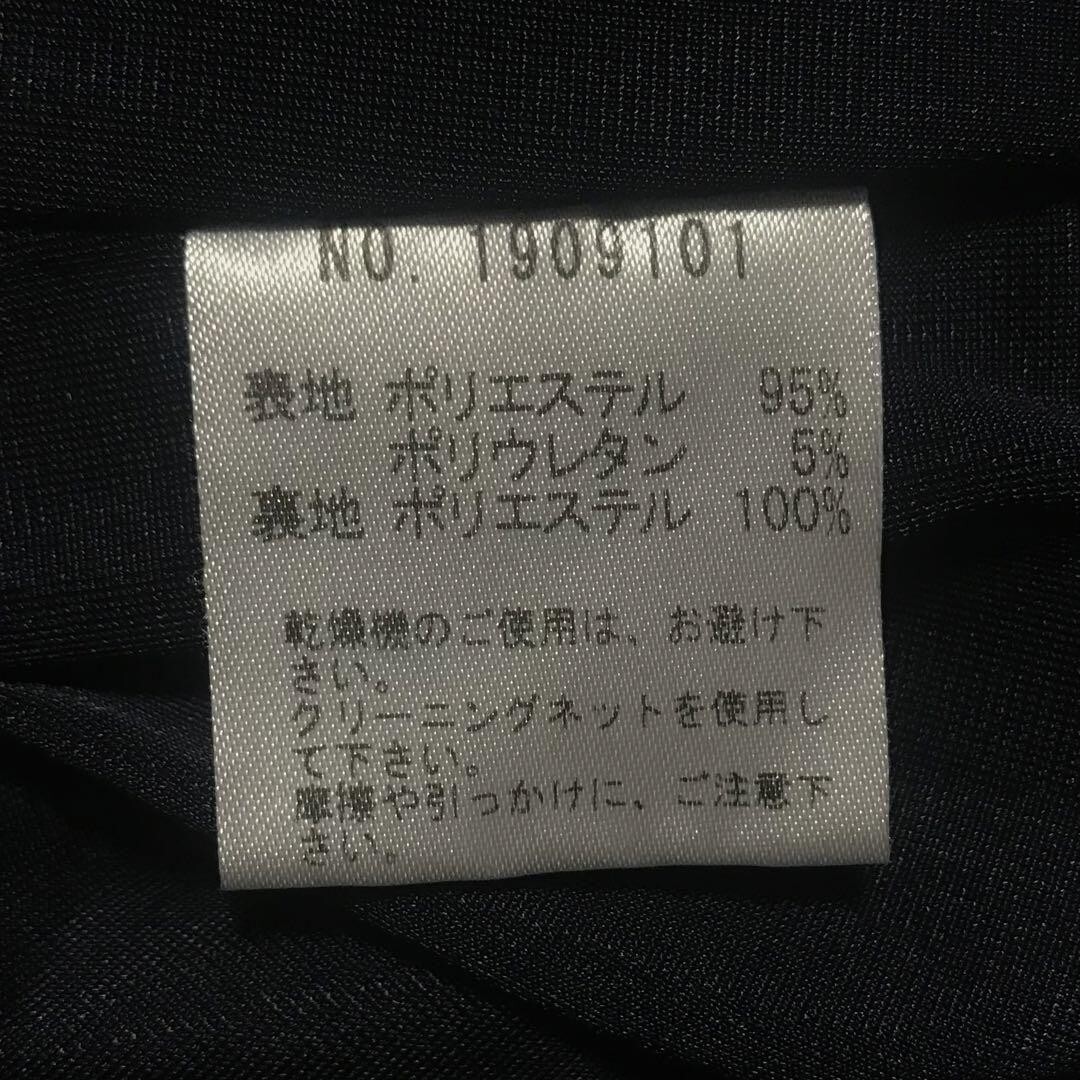 NO. 1909101
表地 ポリエステル 95%
ポリウレタン 5%
裏地 ポリエステル 100%
乾燥機のご使用は、お避け下
さい。
クリーニングネットを使用し
て下さい。
摩擦や引っかけに、ご注意下
さい。